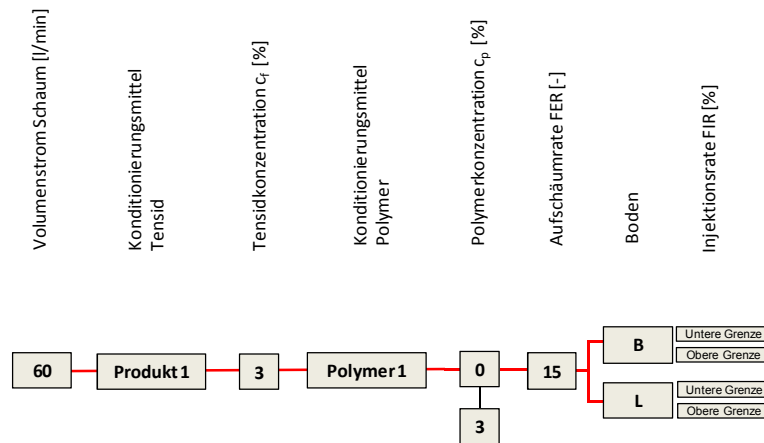 Volumenstrom Schaum [l/min]
Konditionierungsmittel
Tensid
Tensidkonzentration cf [%]
Konditionierungsmittel
Polymer
Polymerkonzentration cp [%]
Aufschäumrate FER [-]
Boden
Injektionsrate FIR [%]
60
Produkt 1
3
Polymer 1
0
15
B
Untere Grenze
Obere Grenze
L
Untere Grenze
Obere Grenze
3